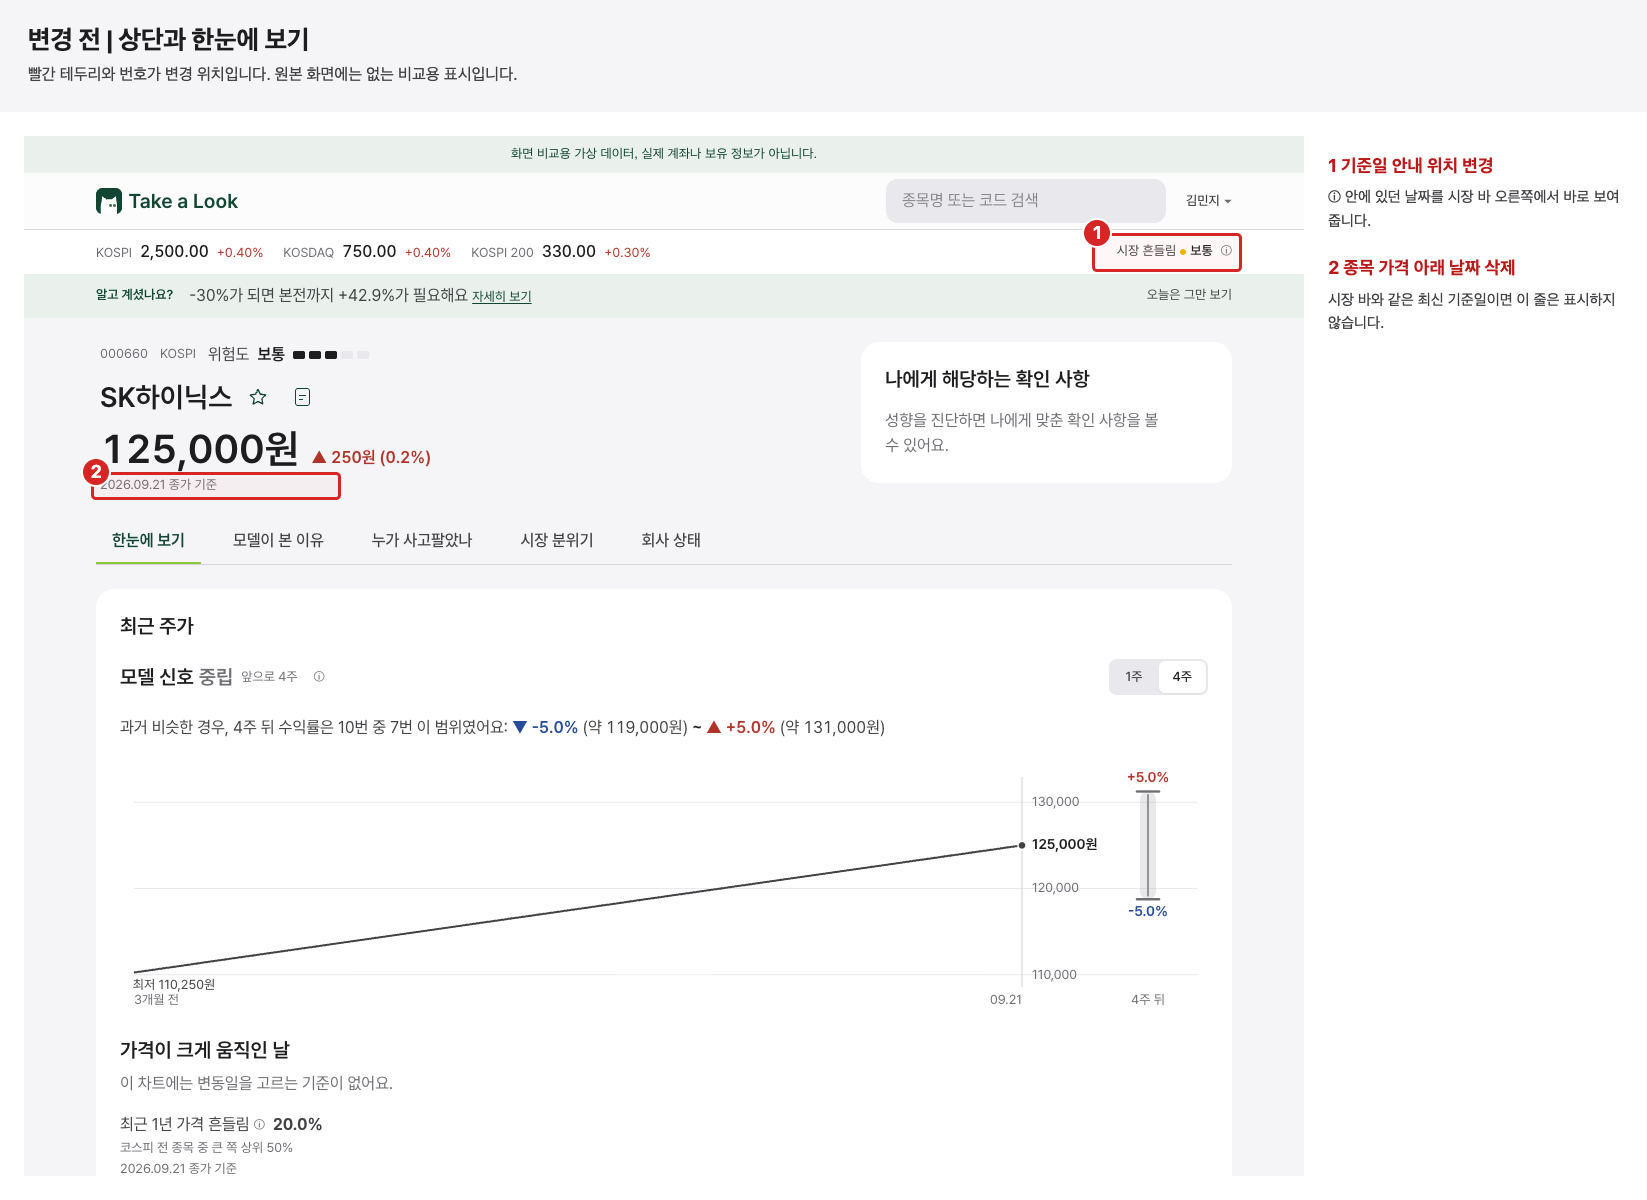 변경 전 | 상단과 한눈에 보기
빨간 테두리와 번호가 변경 위치입니다. 원본 화면에는 없는 비교용 표시입니다.
화면 비교용 가상 데이터, 실제 계좌나 보유 정보가 아닙니다.
Take a Look
종목명 또는 코드 검색
김민지
KOSPI 2,500.00 +0.40% KOSDAQ 750.00 +0.40% KOSPI 200 330.00 +0.30%
1
시장 흔들림 보통 ⓘ
알고 계셨나요? -30%가 되면 본전까지 +42.9%가 필요해요 자세히 보기
오늘은 그만 보기
000660 KOSPI 위험도 보통
SK하이닉스
125,000원 ▲ 250원 (0.2%)
2
2026.09.21 종가 기준
나에게 해당하는 확인 사항
성향을 진단하면 나에게 맞춘 확인 사항을 볼
수 있어요.
한눈에 보기 모델이 본 이유 누가 사고팔았나 시장 분위기 회사 상태
최근 주가
모델 신호 중립 앞으로 4주 ⓘ
1주 4주
과거 비슷한 경우, 4주 뒤 수익률은 10번 중 7번 이 범위였어요: ▼ -5.0% (약 119,000원) ~ ▲ +5.0% (약 131,000원)
+5.0%
130,000
125,000원
120,000
-5.0%
110,000
최저 110,250원
3개월 전
09.21
4주 뒤
가격이 크게 움직인 날
이 차트에는 변동일을 고르는 기준이 없어요.
최근 1년 가격 흔들림 ⓘ 20.0%
코스피 전 종목 중 큰 쪽 상위 50%
2026.09.21 종가 기준
1 기준일 안내 위치 변경
ⓘ 안에 있던 날짜를 시장 바 오른쪽에서 바로 보여
줍니다.
2 종목 가격 아래 날짜 삭제
시장 바와 같은 최신 기준일이면 이 줄은 표시하지
않습니다.